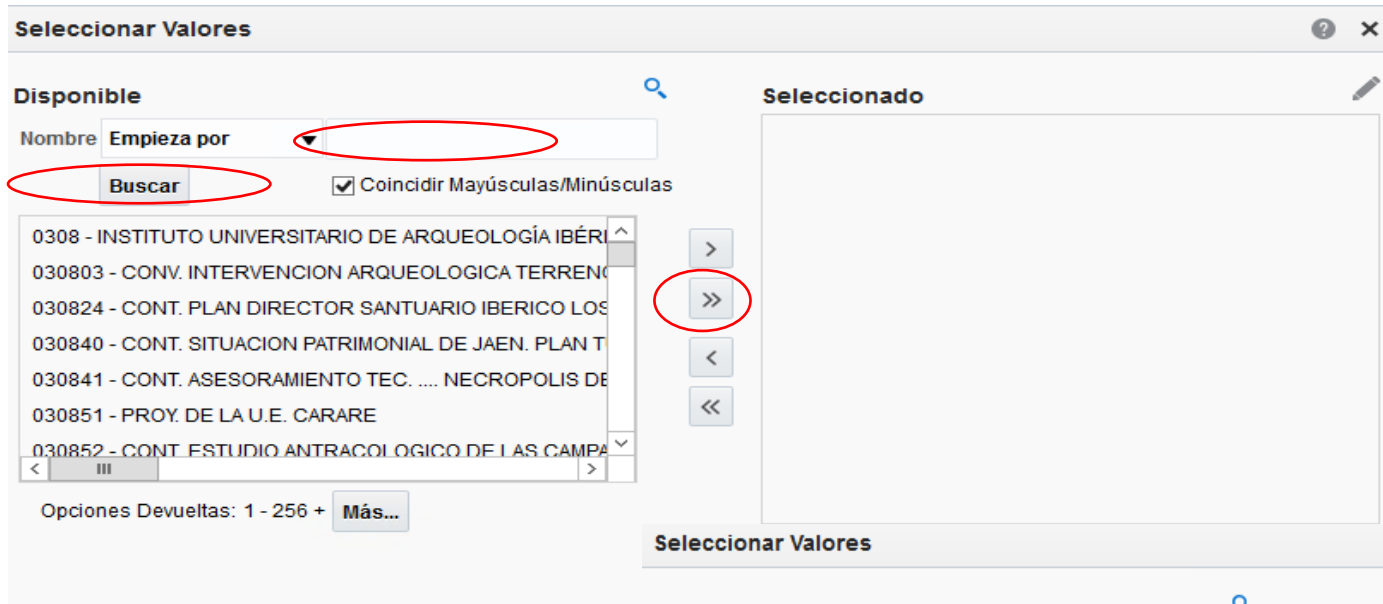 Seleccionar Valores
Disponible
Nombre Empieza por
Buscar
Coincidir Mayúsculas/Minúsculas
0308 - INSTITUTO UNIVERSITARIO DE ARQUEOLOGÍA IBÉRI
030803 - CONV. INTERVENCION ARQUEOLOGICA TERRENO
030824 - CONT. PLAN DIRECTOR SANTUARIO IBERICO LOS
030840 - CONT. SITUACION PATRIMONIAL DE JAEN. PLAN T
030841 - CONT. ASESORAMIENTO TEC. .... NECROPOLIS DE
030851 - PROY. DE LA U.E. CARARE
030852 - CONT. ESTUDIO ANTRACOLOGICO DE LAS CAMPA
Opciones Devueltas: 1 - 256 + Más...
>
>>
<
<<
Seleccionado
Seleccionar Valores